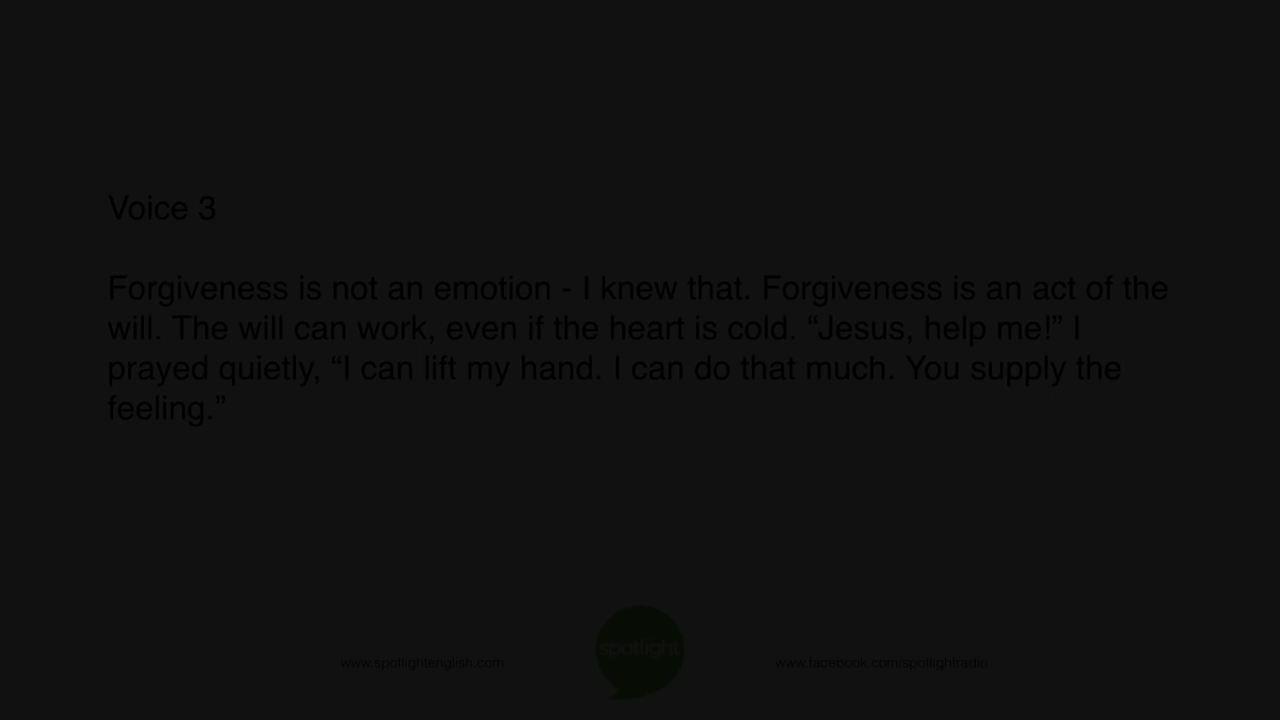 Voice 3
Forgiveness is not an emotion - I knew that. Forgiveness is an act of the
will. The will can work, even if the heart is cold. “Jesus, help me!” I
prayed quietly, “I can lift my hand. I can do that much. You supply the
feeling.”
spotlight
www.spotlightenglish.com
www.facebook.com/spotlightradio